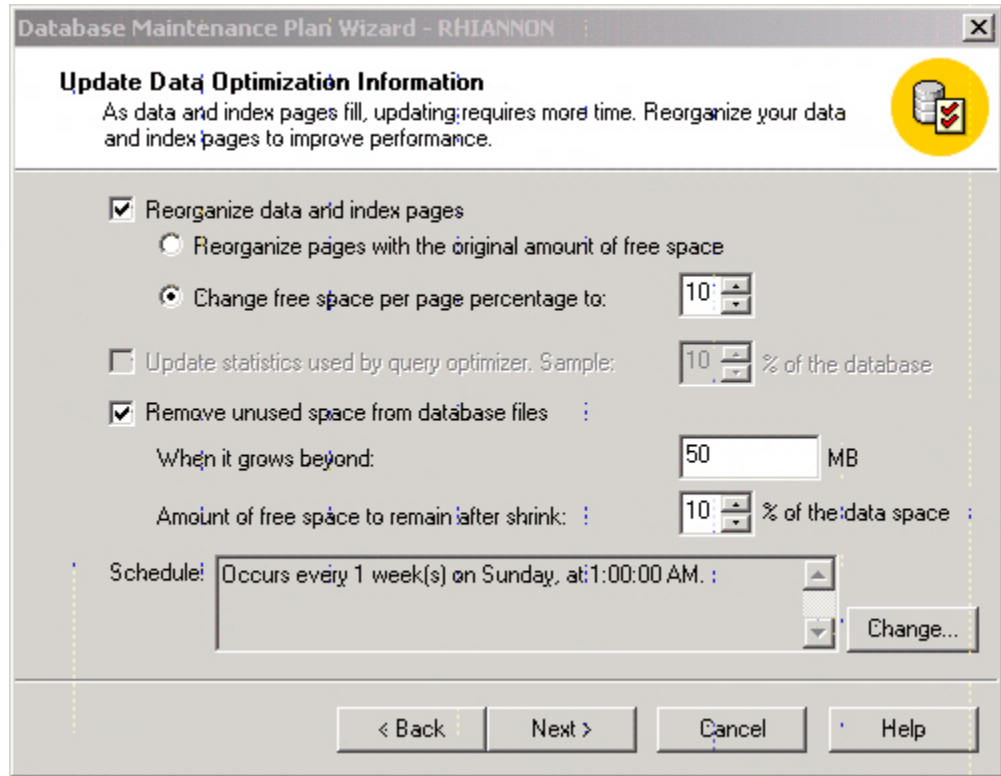 Database Maintenance Plan Wizard - RHIANNON
Update Data Optimization Information
As data and index pages fill, updating requires more time. Reorganize your data
and index pages to improve performance.
Reorganize data and index pages
Reorganize pages with the original amount of free space
Change free space per page percentage to: 10
Update statistics used by query optimizer. Sample: 10 % of the database
Remove unused space from database files
When it grows beyond: 50 MB
Amount of free space to remain after shrink: 10 % of the data space
Schedule: Occurs every 1 week(s) on Sunday, at 1:00:00 AM.
Change...
< Back Next > Cancel Help